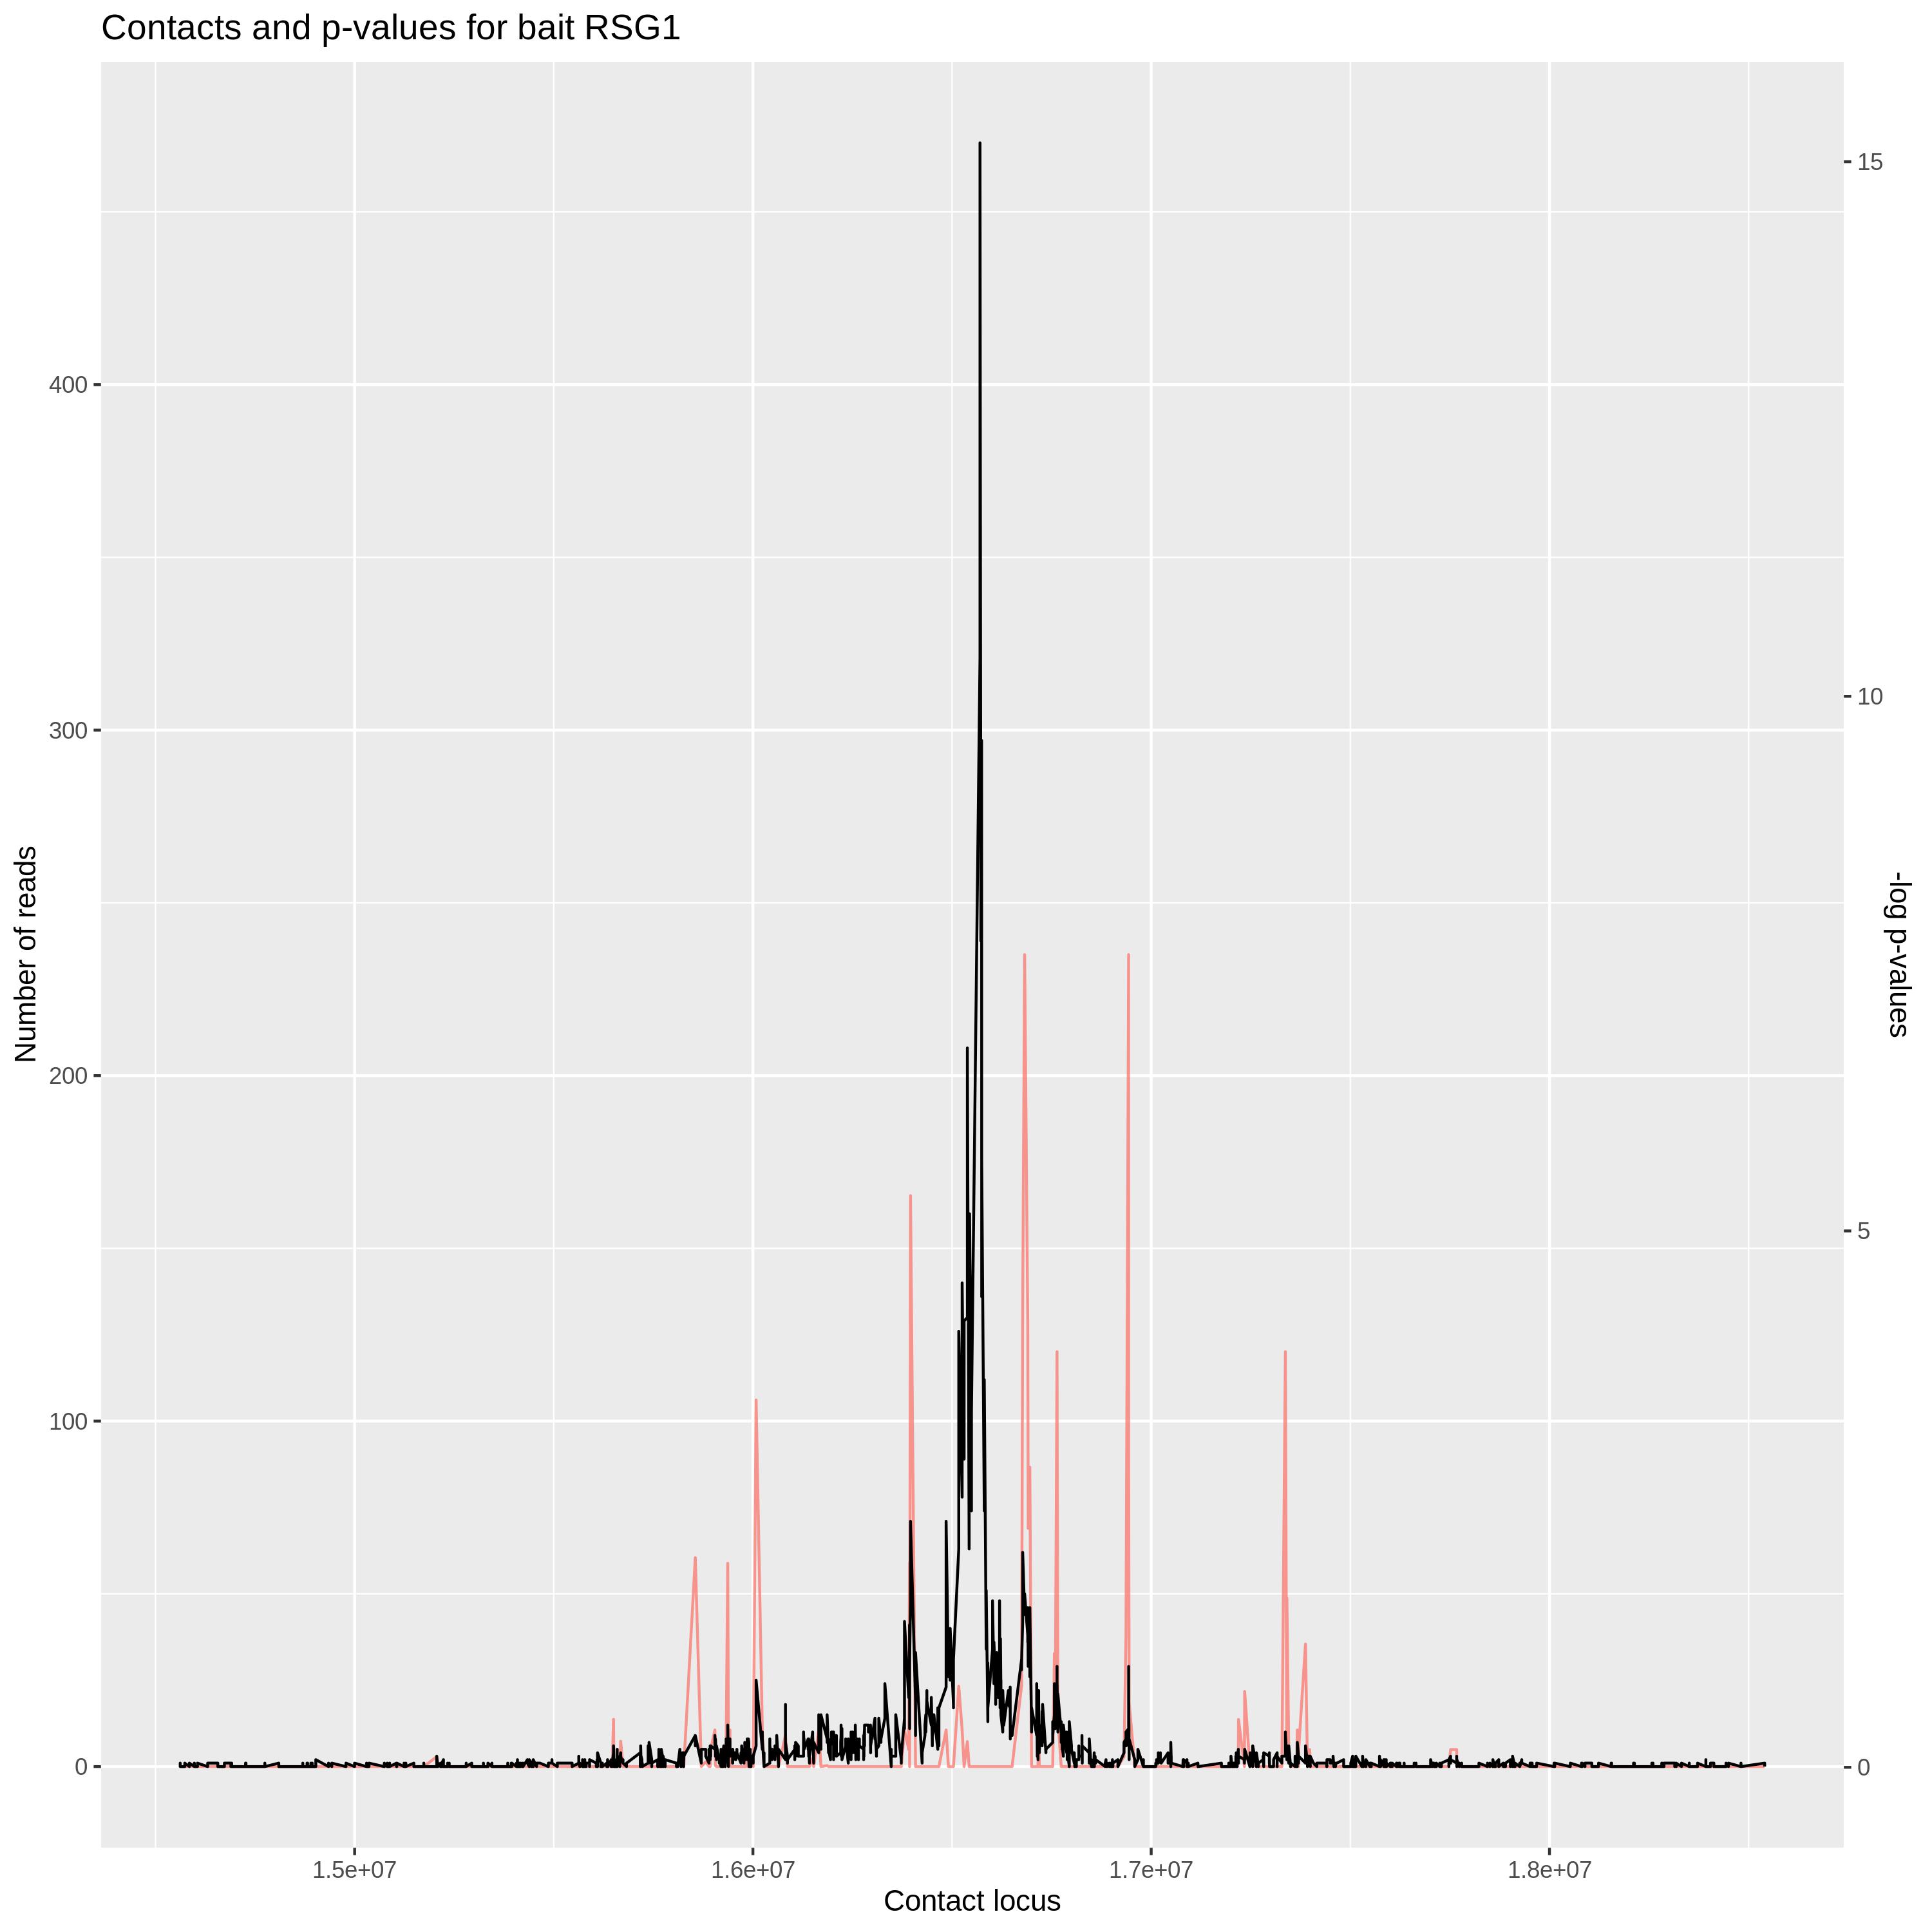 Contacts and p-values for bait RSG1
400
300
200
100
0
Number of reads
15
10
5
0
-log p-values
1.5e+07
1.6e+07
1.7e+07
1.8e+07
Contact locus